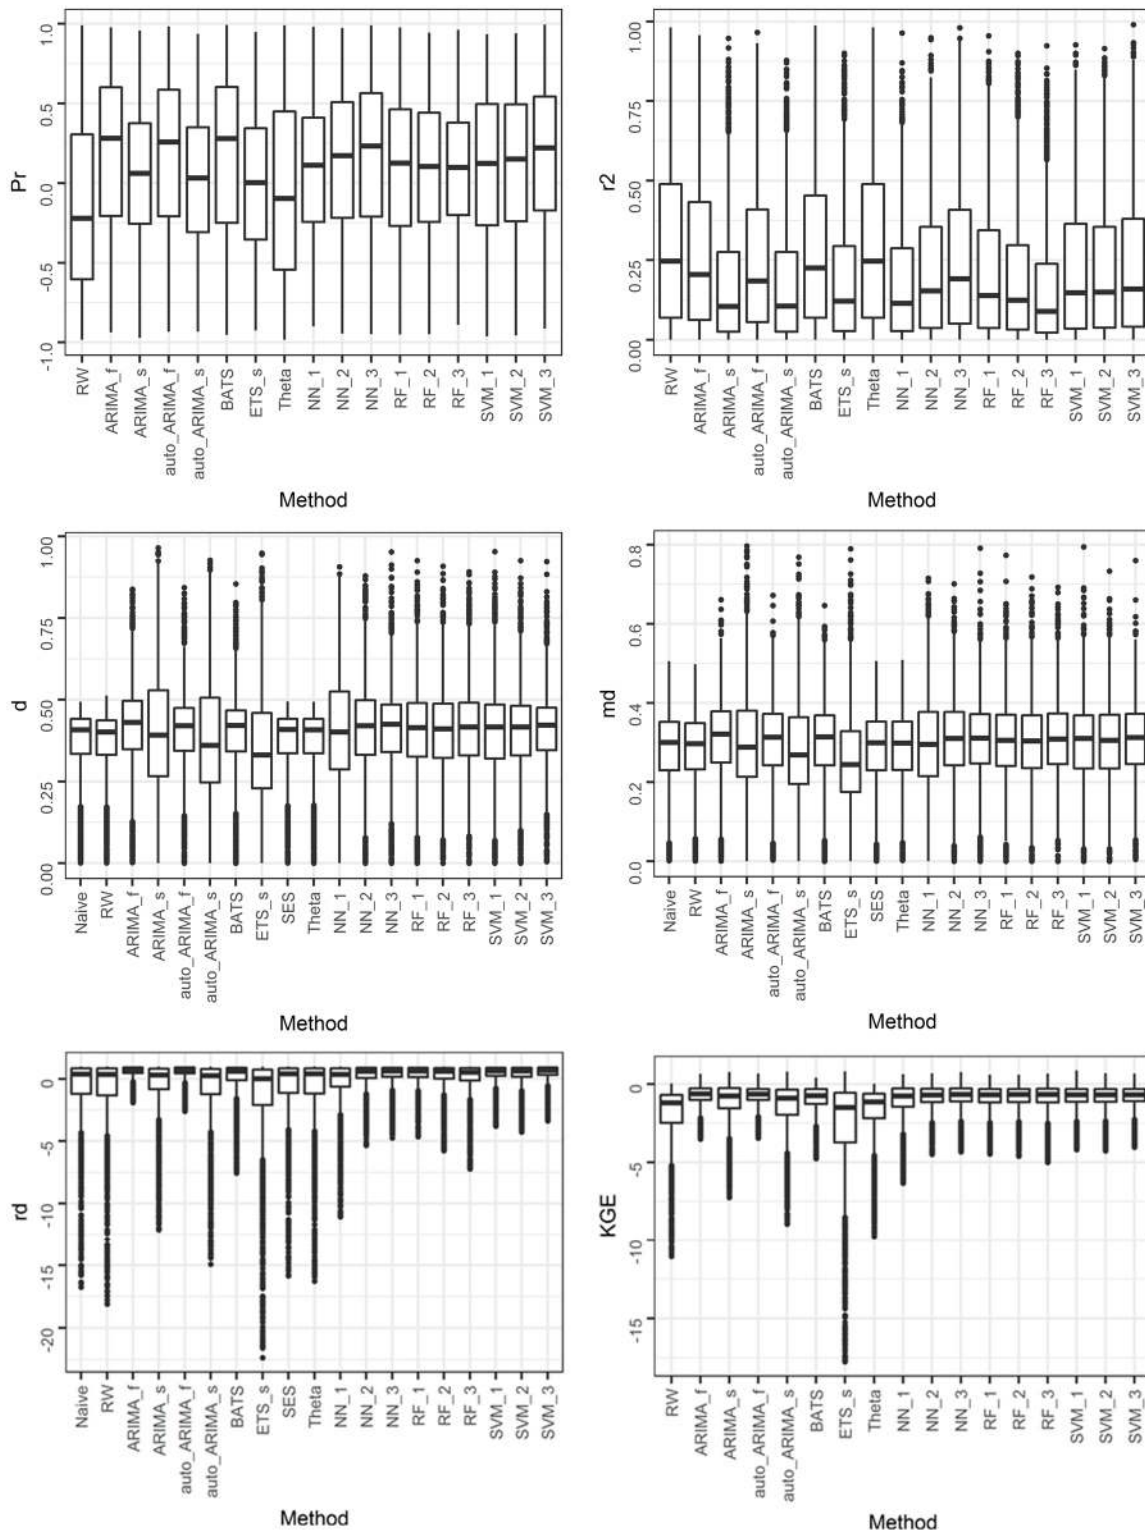 Pr
1.0
0.5
0.0
-0.5
-1.0
RW
ARIMA_f
ARIMA_s
auto_ARIMA_f
auto_ARIMA_s
BATS
ETS_s
Theta
NN_1
NN_2
NN_3
RF_1
RF_2
RF_3
SVM_1
SVM_2
SVM_3
Method
r2
1.00
0.75
0.50
0.25
0.00
RW
ARIMA_f
ARIMA_s
auto_ARIMA_f
auto_ARIMA_s
BATS
ETS_s
Theta
NN_1
NN_2
NN_3
RF_1
RF_2
RF_3
SVM_1
SVM_2
SVM_3
Method
d
1.00
0.75
0.50
0.25
0.00
Naive
RW
ARIMA_f
ARIMA_s
auto_ARIMA_f
auto_ARIMA_s
BATS
ETS_s
SES
Theta
NN_1
NN_2
NN_3
RF_1
RF_2
RF_3
SVM_1
SVM_2
SVM_3
Method
md
0.8
0.6
0.4
0.2
0.0
Naive
RW
ARIMA_f
ARIMA_s
auto_ARIMA_f
auto_ARIMA_s
BATS
ETS_s
SES
Theta
NN_1
NN_2
NN_3
RF_1
RF_2
RF_3
SVM_1
SVM_2
SVM_3
Method
rd
0
-5
-10
-15
-20
Naive
RW
ARIMA_f
ARIMA_s
auto_ARIMA_f
auto_ARIMA_s
BATS
ETS_s
SES
Theta
NN_1
NN_2
NN_3
RF_1
RF_2
RF_3
SVM_1
SVM_2
SVM_3
Method
KGE
0
-5
-10
-15
RW
ARIMA_f
ARIMA_s
auto_ARIMA_f
auto_ARIMA_s
BATS
ETS_s
Theta
NN_1
NN_2
NN_3
RF_1
RF_2
RF_3
SVM_1
SVM_2
SVM_3
Method